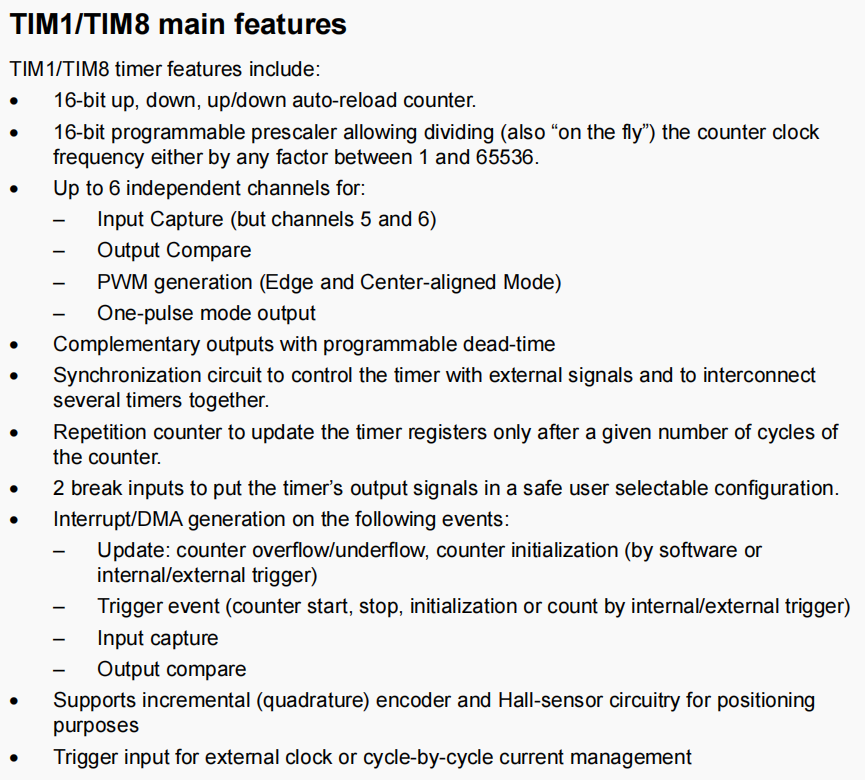 TIM1/TIM8 main features
TIM1/TIM8 timer features include:
• 16-bit up, down, up/down auto-reload counter.
• 16-bit programmable prescaler allowing dividing (also “on the fly”) the counter clock
frequency either by any factor between 1 and 65536.
• Up to 6 independent channels for:
– Input Capture (but channels 5 and 6)
– Output Compare
– PWM generation (Edge and Center-aligned Mode)
– One-pulse mode output
• Complementary outputs with programmable dead-time
• Synchronization circuit to control the timer with external signals and to interconnect
several timers together.
• Repetition counter to update the timer registers only after a given number of cycles of
the counter.
• 2 break inputs to put the timer’s output signals in a safe user selectable configuration.
• Interrupt/DMA generation on the following events:
– Update: counter overflow/underflow, counter initialization (by software or
internal/external trigger)
– Trigger event (counter start, stop, initialization or count by internal/external trigger)
– Input capture
– Output compare
• Supports incremental (quadrature) encoder and Hall-sensor circuitry for positioning
purposes
• Trigger input for external clock or cycle-by-cycle current management